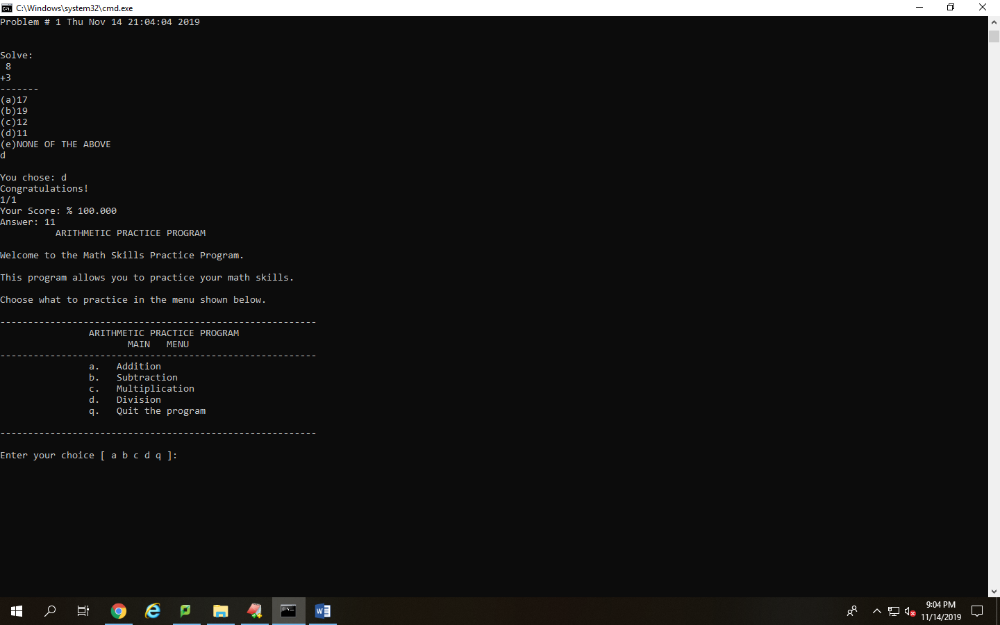 C:\Windows\system32\cmd.exe
Problem # 1 Thu Nov 14 21:04:04 2019
Solve:
8
+3
-------
(a)17
(b)19
(c)12
(d)11
(e)NONE OF THE ABOVE
d
You chose: d
Congratulations!
1/1
Your Score: % 100.000
Answer: 11
ARITHMETIC PRACTICE PROGRAM
Welcome to the Math Skills Practice Program.
This program allows you to practice your math skills.
Choose what to practice in the menu shown below.
---------------------------------------------------------
ARITHMETIC PRACTICE PROGRAM
MAIN   MENU
---------------------------------------------------------
a.   Addition
b.   Subtraction
c.   Multiplication
d.   Division
q.   Quit the program
---------------------------------------------------------
Enter your choice [ a b c d q ]:
9:04 PM
11/14/2019